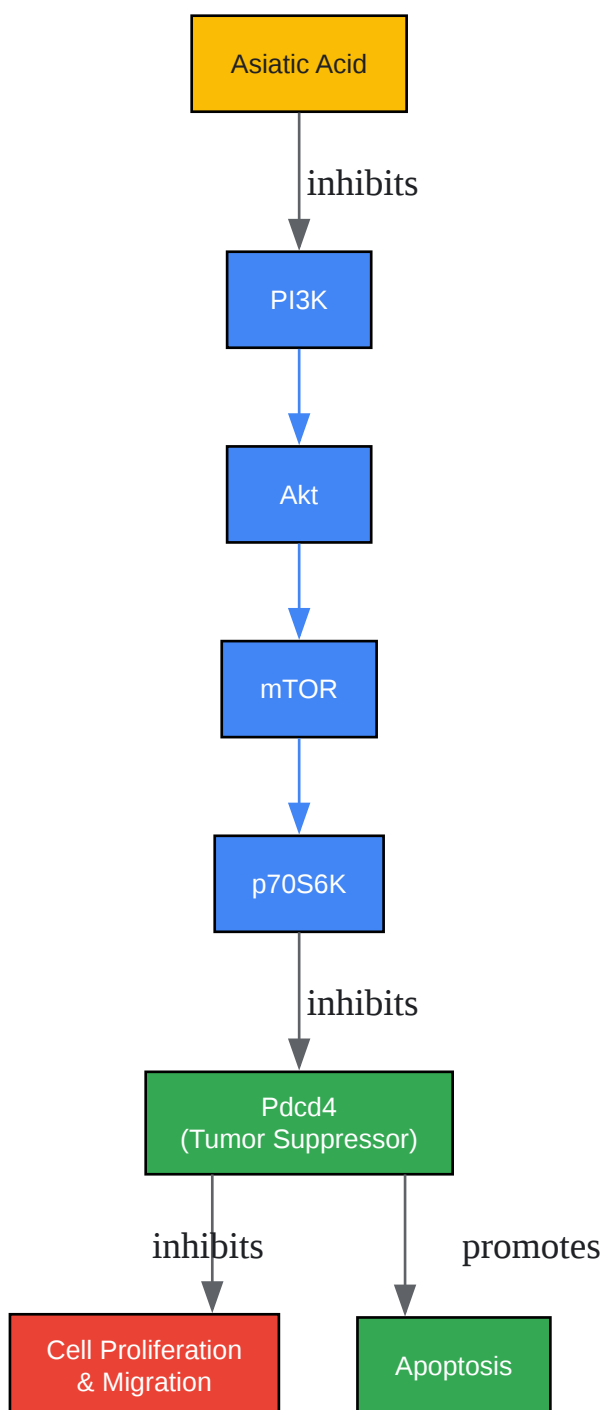 Asiatic Acid
inhibits
PI3K
Akt
mTOR
p70S6K
inhibits
Pdcd4
(Tumor Suppressor)
inhibits
promotes
Cell Proliferation
& Migration
Apoptosis